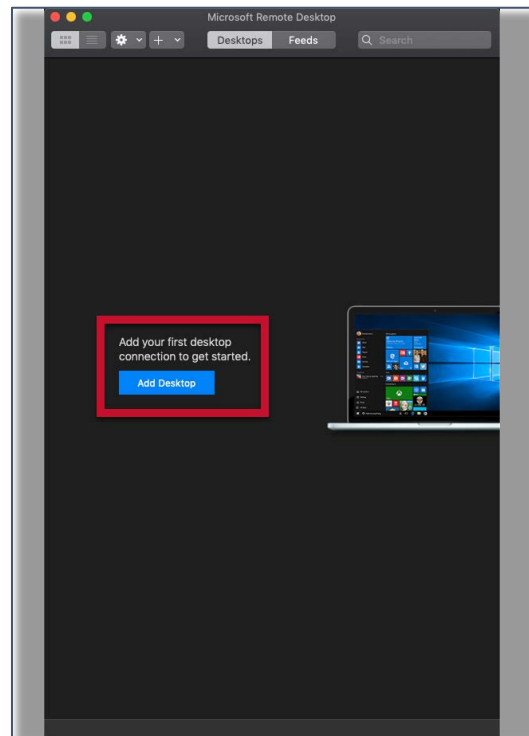 Microsoft Remote Desktop
Desktops Feeds Search
Add your first desktop
connection to get started.
Add Desktop